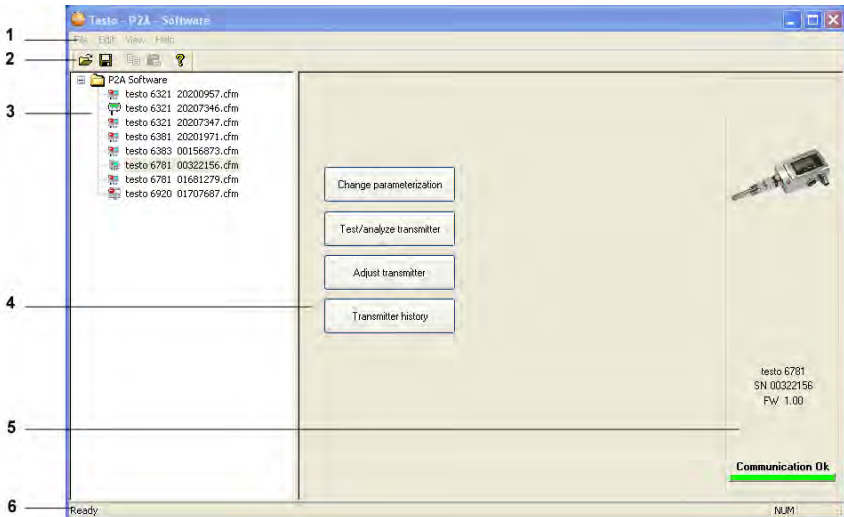 Testo - P2A - Software
1
File Edit View Help
2
P2A Software
testo 6321 20200957.cfm
3
testo 6321 20207346.cfm
testo 6321 20207347.cfm
testo 6381 20201971.cfm
testo 6383 00156873.cfm
testo 6781 00322156.cfm
testo 6781 01681279.cfm
testo 6920 01707687.cfm
Change parameterization
Test/analyze transmitter
Adjust transmitter
4
Transmitter history
testo 6781
SN 00322156
FW 1.00
5
Communication Ok
6
Ready
NUM